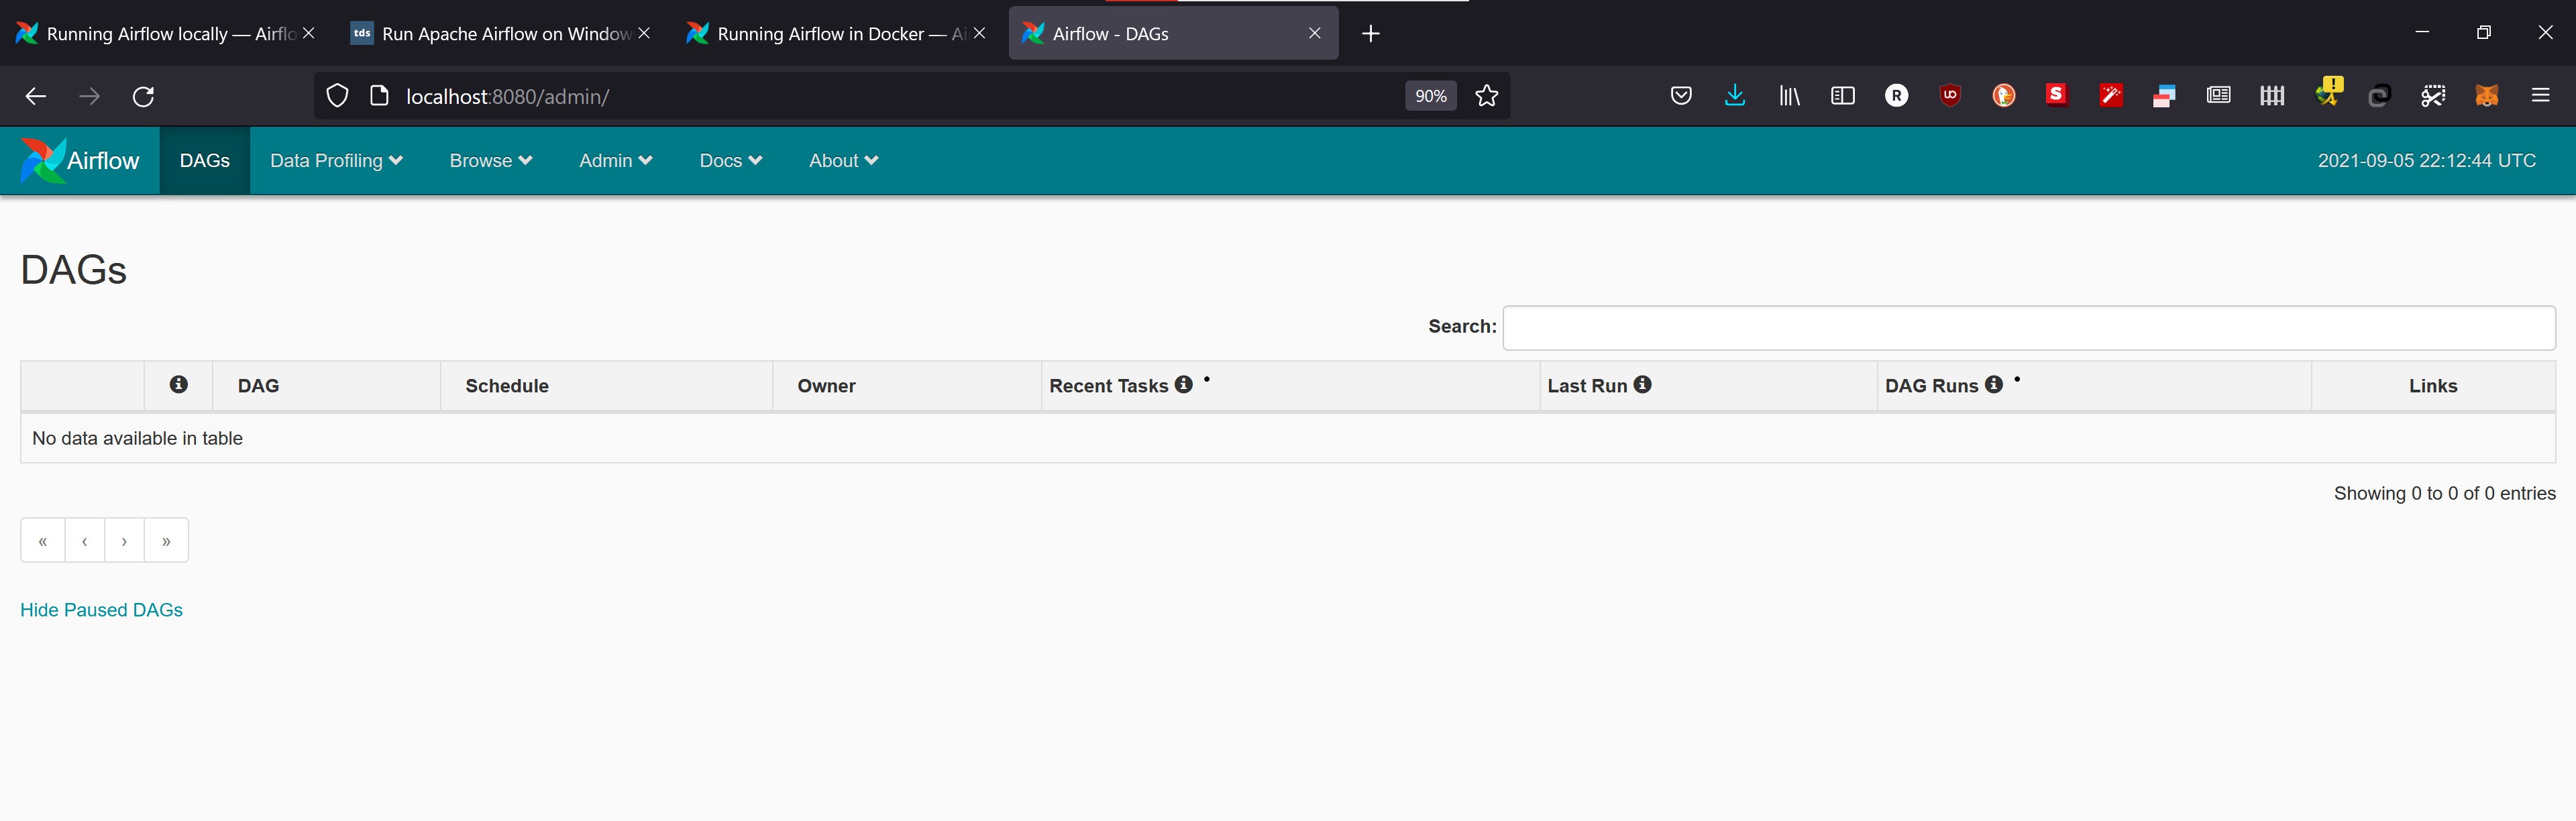 Running Airflow locally — Airflo
tds Run Apache Airflow on Window
Running Airflow in Docker — Ai
Airflow - DAGs
localhost:8080/admin/
90%
R
S
Airflow DAGs Data Profiling Browse Admin Docs About 2021-09-05 22:12:44 UTC
DAGs
Search:
DAG Schedule Owner Recent Tasks Last Run DAG Runs Links
No data available in table
Showing 0 to 0 of 0 entries
« ‹ › »
Hide Paused DAGs